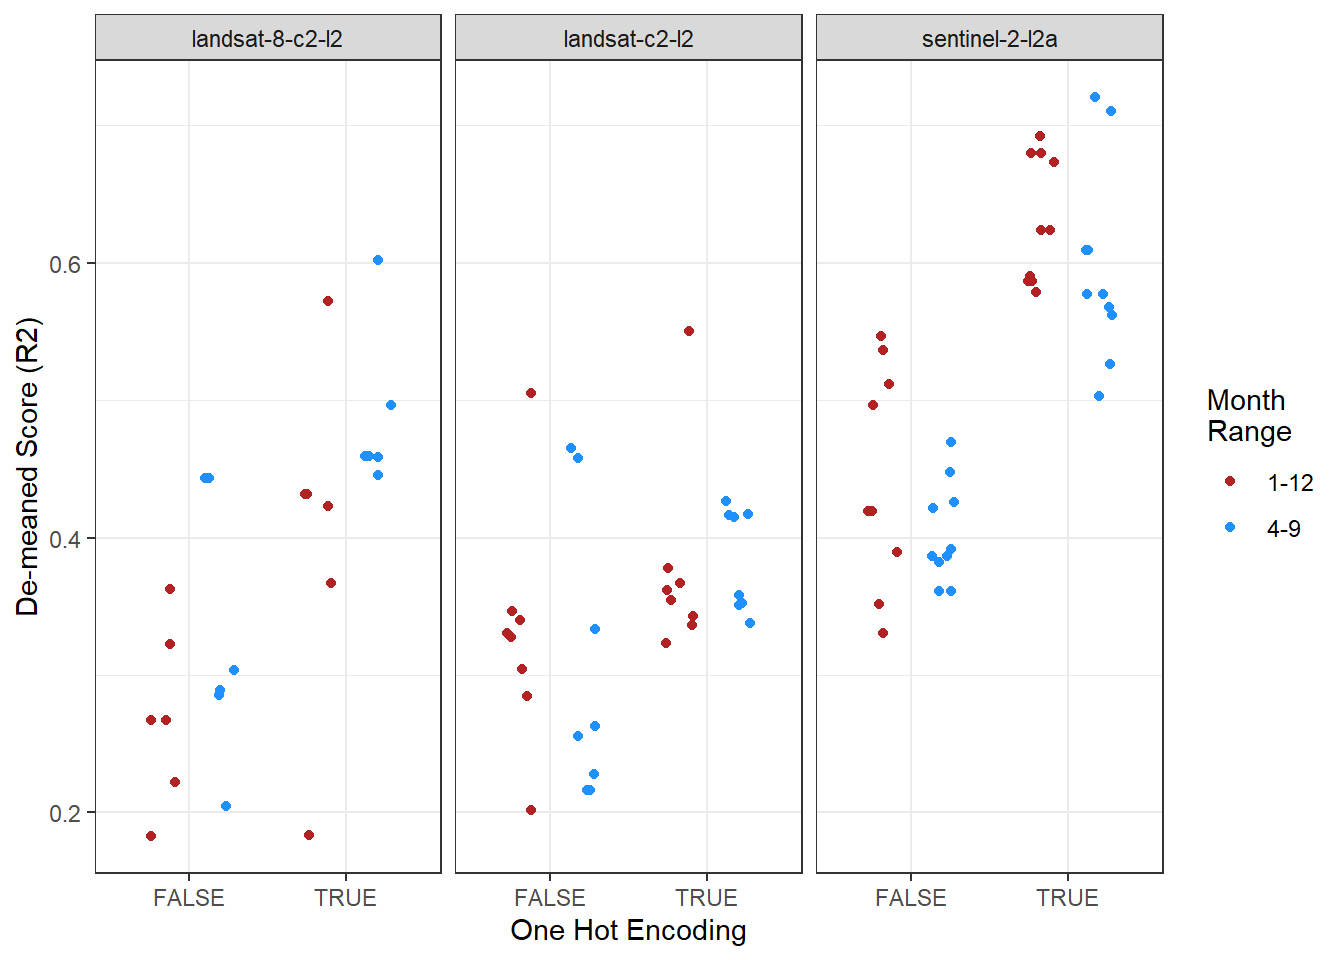 landsat-8-c2-l2
landsat-c2-l2
sentinel-2-l2a
De-meaned Score (R2)
0.6
0.4
0.2
FALSE
TRUE
FALSE
TRUE
FALSE
TRUE
One Hot Encoding
Month
Range
1-12
4-9